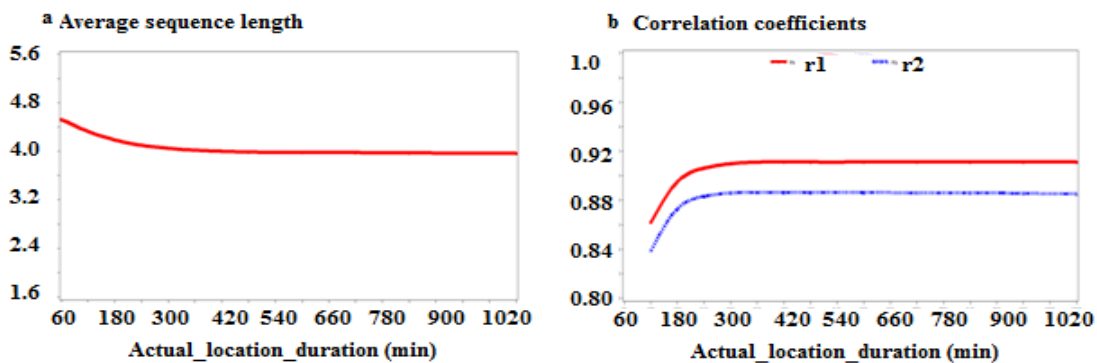 a Average sequence length
5.6
4.8
4.0
3.2
2.4
1.6
60 180 300 420 540 660 780 900 1020
Actual_location_duration (min)
b Correlation coefficients
r1 r2
1.0
0.96
0.92
0.88
0.84
0.80
60 180 300 420 540 660 780 900 1020
Actual_location_duration (min)